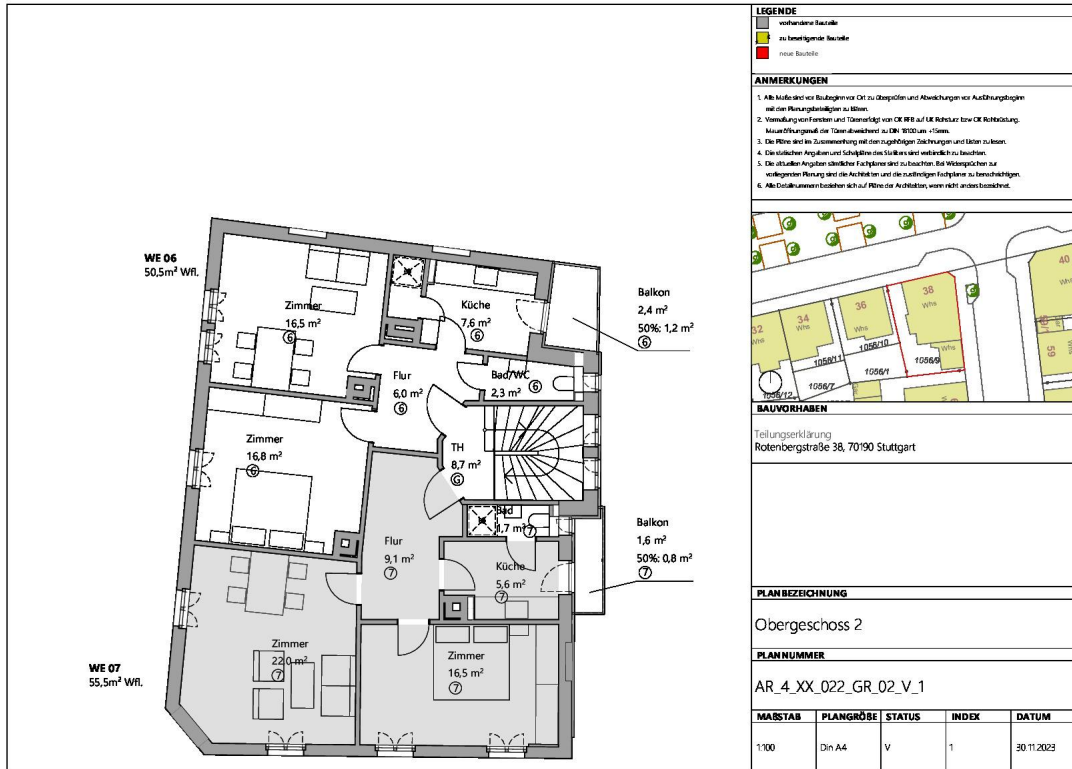 WE 06
50,5m² Wfl.
Zimmer
16,5 m²
6
Küche
7,6 m²
6
Balkon
2,4 m²
50%: 1,2 m²
6
Flur
6,0 m²
6
Bad/WC
2,3 m²
6
Zimmer
16,8 m²
6
TH
8,7 m²
G
Bad
1,7 m²
7
Balkon
1,6 m²
50%: 0,8 m²
7
Flur
9,1 m²
7
Küche
5,6 m²
7
WE 07
55,5m² Wfl.
Zimmer
22,0 m²
7
Zimmer
16,5 m²
7
LEGENDE
vorhandene Bauteile
zu beseitigende Bauteile
neue Bauteile
ANMERKUNGEN
1. Alle Maße sind vor Baubeginn vor Ort zu überprüfen und Abweichungen vor Ausführungsbeginn
mit den Planungsbeteiligten zu klären.
2. Vermaßung von Fenstern und Türen erfolgt von OK RFB auf UK Rohsturz bzw OK Rohbrüstung.
Maueröffnungsmaß der Türen abweichend zu DIN 18100 um +15mm.
3. Die Pläne sind im Zusammenhang mit den zugehörigen Zeichnungen und Listen zu lesen.
4. Die statischen Angaben und Schalpläne des Statikers sind verbindlich zu beachten.
5. Die aktuellen Angaben sämtlicher Fachplaner sind zu beachten. Bei Widersprüchen zur
vorliegenden Planung sind die Architekten und die zuständigen Fachplaner zu benachrichtigen.
6. Alle Detailnummern beziehen sich auf Pläne der Architekten, wenn nicht anders bezeichnet.
40
Whs
38
Whs
36
Whs
34
Whs
32
Whs
59
1056/11
1056/10
1056/9
1056/7
1056/1
1056/12
BAUVORHABEN
Teilungserklärung
Rotenbergstraße 38, 70190 Stuttgart
PLANBEZEICHNUNG
Obergeschoss 2
PLANNUMMER
AR_4_XX_022_GR_02_V_1
MAßSTAB PLANGRÖßE STATUS INDEX DATUM
1:100 Din A4 V 1 30.11.2023